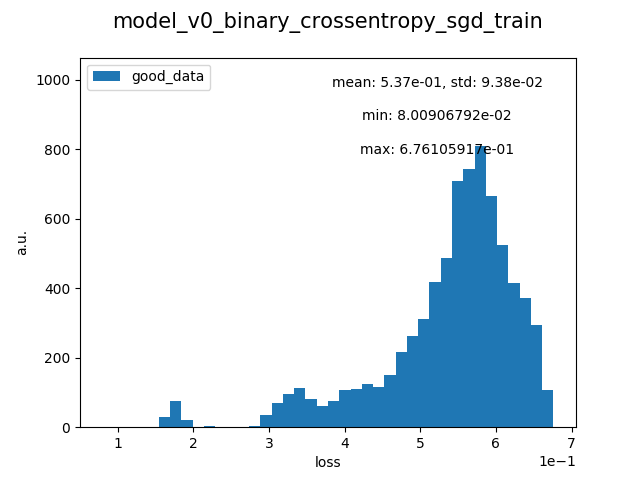 model_v0_binary_crossentropy_sgd_train
good_data
mean: 5.37e-01, std: 9.38e-02
min: 8.00906792e-02
max: 6.76105917e-01
a.u.
1000
800
600
400
200
0
1 2 3 4 5 6 7
loss
1e−1